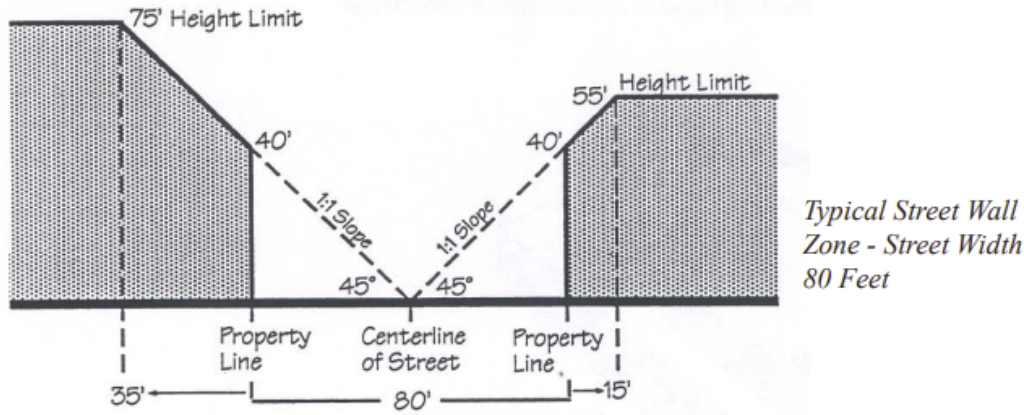 75' Height Limit
Height Limit
55'
40'
40'
1:1 Slope
1:1 Slope
Typical Street Wall
Zone - Street Width
80 Feet
45°
45°
Property
Line
Centerline
of Street
Property
Line
35'
80'
15'